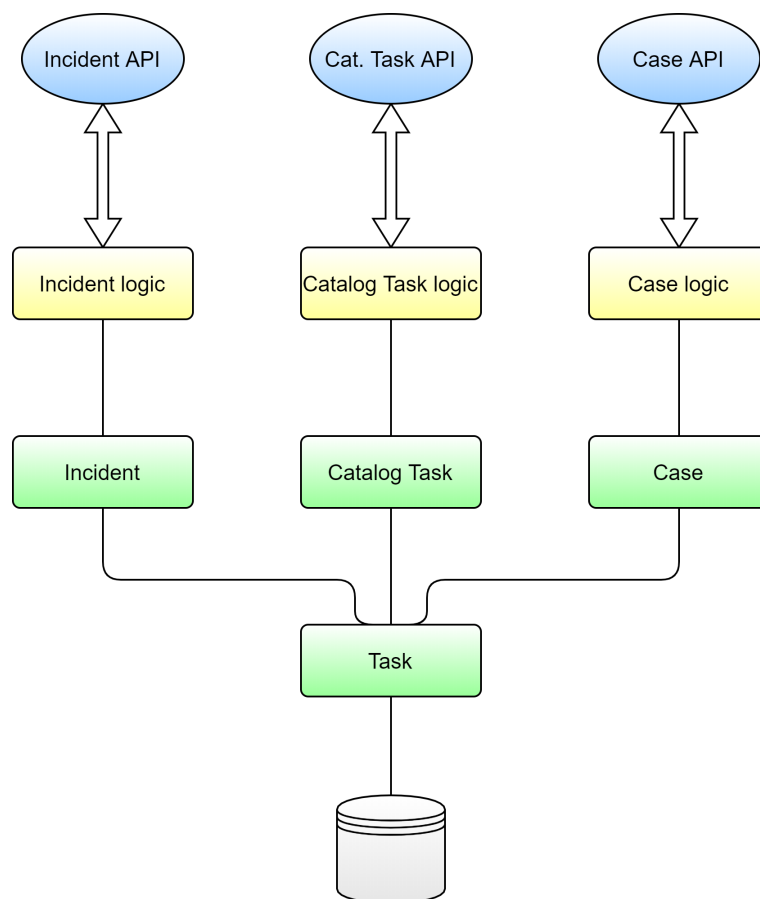 Incident API
Cat. Task API
Case API
Incident logic
Catalog Task logic
Case logic
Incident
Catalog Task
Case
Task